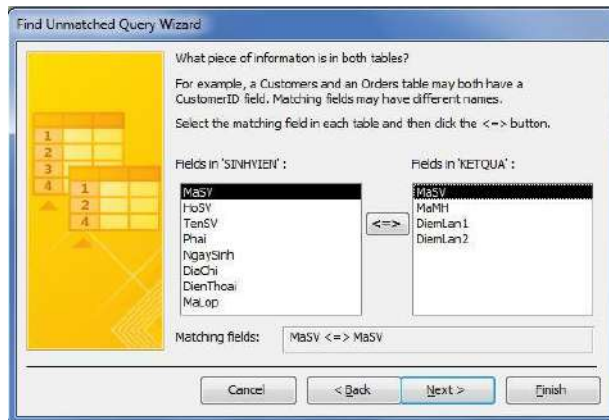 Find Unmatched Query Wizard
What piece of information is in both tables?
For example, a Customers and an Orders table may both have a
CustomerID field. Matching fields may have different names.
Select the matching field in each table and then click the <=> button.
1
2
3
4
1
2
4
Fields in 'SINHVIEN' :
Fields in 'KETQUA' :
MaSV
HoSV
TenSV
Phai
NgaySinh
DiaChi
DienThoai
MaLop
<=>
MaSV
MaMH
DiemLan1
DiemLan2
Matching fields:
MaSV <=> MaSV
Cancel
< Back
Next >
Finish